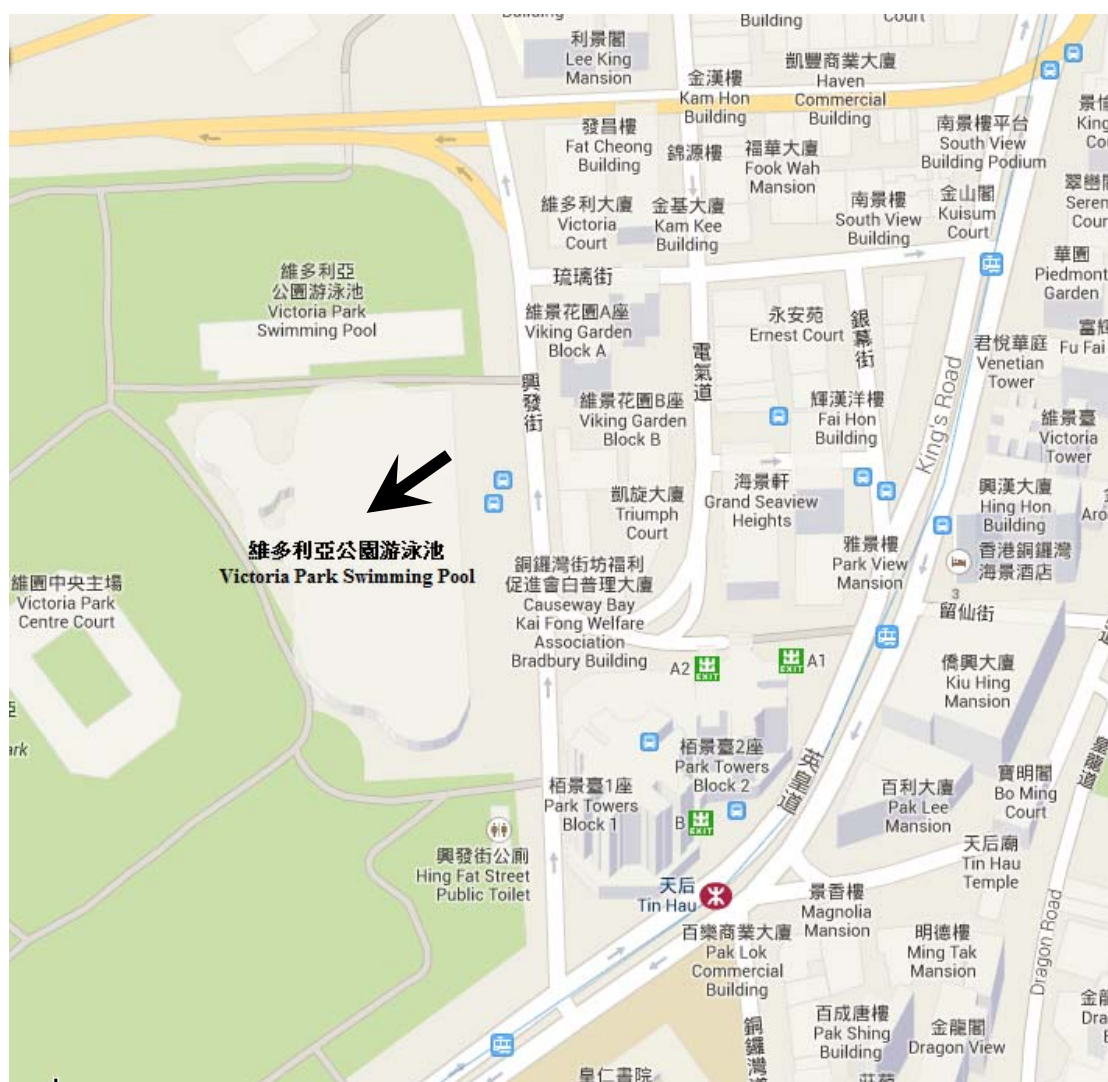 Building
Building
Court
利景閣
Lee King
Mansion
凱豐商業大廈
Haven
Commercial
Building
金漢樓
Kam Hon
Building
發昌樓
Fat Cheong
Building
錦源樓
福華大廈
Fook Wah
Mansion
南景樓平台
South View
Building Podium
King
維多利大廈
Victoria
Court
金基大廈
Kam Kee
Building
南景樓
South View
Building
金山閣
Kuisum
Court
維多利亞
公園游泳池
Victoria Park
Swimming Pool
琉璃街
華園
Piedmont
Garden
維景花園A座
Viking Garden
Block A
永安苑
Ernest Court
銀幕街
君悅華庭
Venetian
Tower
Fu Fai
電氣道
興發街
King's Road
維景花園B座
Viking Garden
Block B
輝漢洋樓
Fai Hon
Building
維景臺
Victoria
Tower
凱旋大廈
Triumph
Court
海景軒
Grand Seaview
Heights
興漢大廈
Hing Hon
Building
維多利亞公園游泳池
Victoria Park Swimming Pool
雅景樓
Park View
Mansion
香港銅鑼灣
海景酒店
3
維園中央主場
Victoria Park
Centre Court
銅鑼灣街坊福利
促進會白普理大廈
Causeway Bay
Kai Fong Welfare
Association
Bradbury Building
留仙街
A2
出
EXIT
出
EXIT
A1
僑興大廈
Kiu Hing
Mansion
栢景臺2座
Park Towers
Block 2
英皇道
皇龍道
栢景臺1座
Park Towers
Block 1
B
出
EXIT
百利大廈
Pak Lee
Mansion
寶明閣
Bo Ming
Court
興發街公廁
Hing Fat Street
Public Toilet
天后廟
Tin Hau
Temple
天后
Tin Hau
景香樓
Magnolia
Mansion
百樂商業大廈
Pak Lok
Commercial
Building
明德樓
Ming Tak
Mansion
Dragon Road
百成唐樓
Pak Shing
Building
金龍閣
Dragon View
銅鑼灣道
皇仁書院